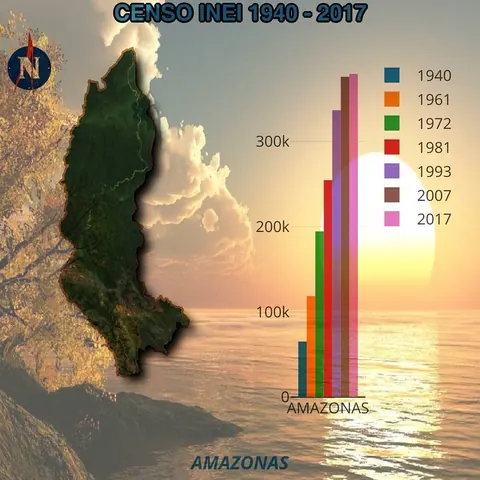 CENSO INEI 1940 - 2017
N
1940
1961
1972
1981
1993
2007
2017
300k
200k
100k
0
AMAZONAS
AMAZONAS